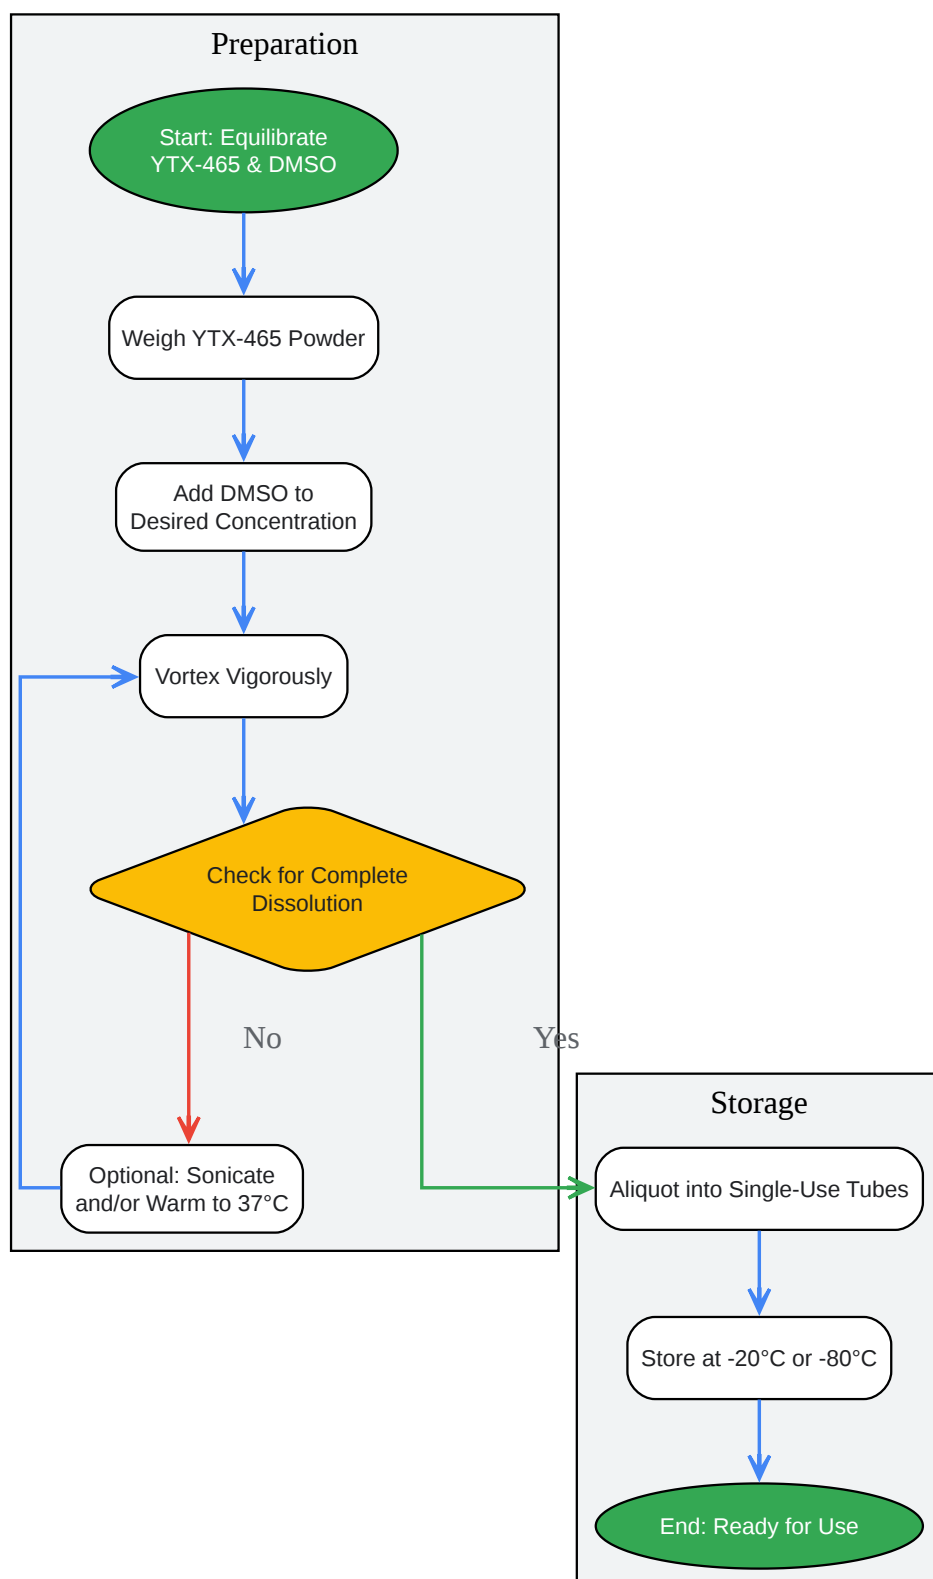 Preparation
Start: Equilibrate
YTX-465 & DMSO
Weigh YTX-465 Powder
Add DMSO to
Desired Concentration
Vortex Vigorously
Check for Complete
Dissolution
No
Yes
Optional: Sonicate
and/or Warm to 37°C
Storage
Aliquot into Single-Use Tubes
Store at -20°C or -80°C
End: Ready for Use